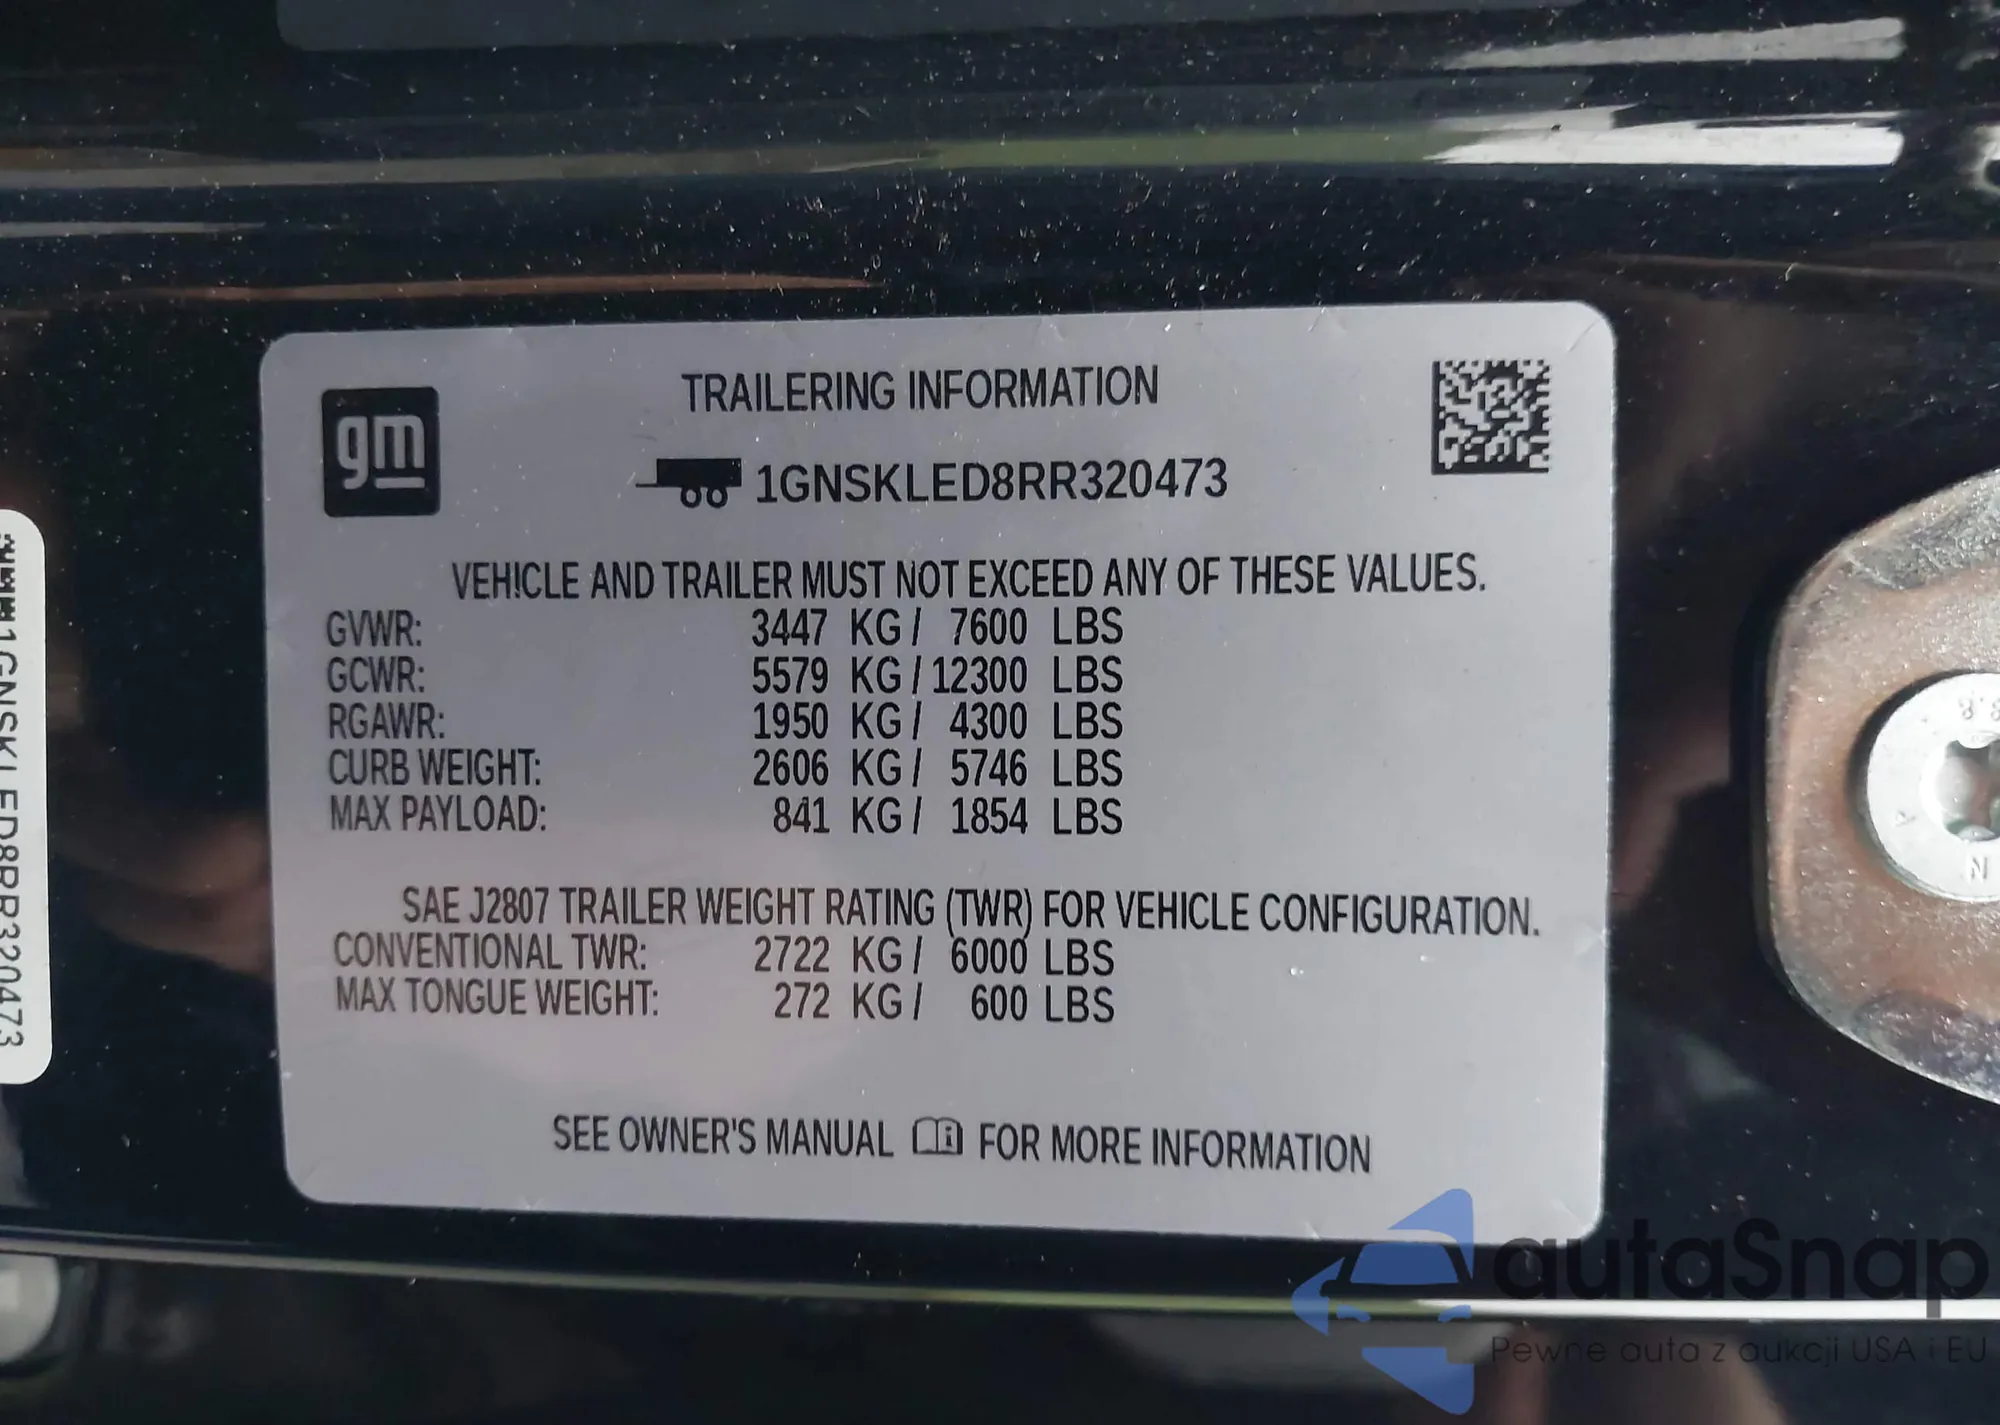 gm
TRAILERING INFORMATION
1GNSKLED8RR320473
VEHICLE AND TRAILER MUST NOT EXCEED ANY OF THESE VALUES.
GVWR: 3447 KG / 7600 LBS
GCWR: 5579 KG / 12300 LBS
RGAWR: 1950 KG / 4300 LBS
CURB WEIGHT: 2606 KG / 5746 LBS
MAX PAYLOAD: 841 KG / 1854 LBS
SAE J2807 TRAILER WEIGHT RATING (TWR) FOR VEHICLE CONFIGURATION.
CONVENTIONAL TWR: 2722 KG / 6000 LBS
MAX TONGUE WEIGHT: 272 KG / 600 LBS
SEE OWNER'S MANUAL FOR MORE INFORMATION
1GNSKLED8RR320473
8.8
N
autaSnap
Pewne auta z aukcji USA i EU